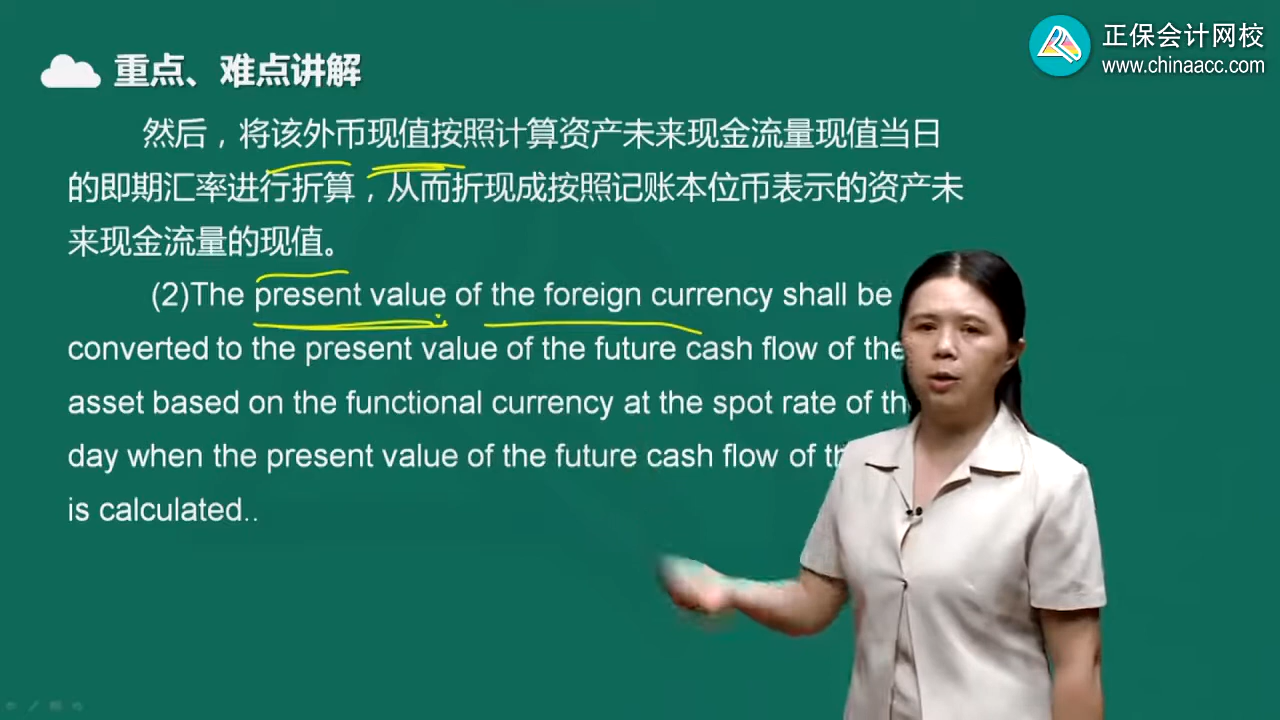 正保会计网校
www.chinaacc.com
重点、难点讲解
然后，将该外币现值按照计算资产未来现金流量现值当日
的即期汇率进行折算，从而折现成按照记账本位币表示的资产未
来现金流量的现值。
(2)The present value of the foreign currency shall be
converted to the present value of the future cash flow of the
asset based on the functional currency at the spot rate of
day when the present value of the future cash flow of
is calculated..